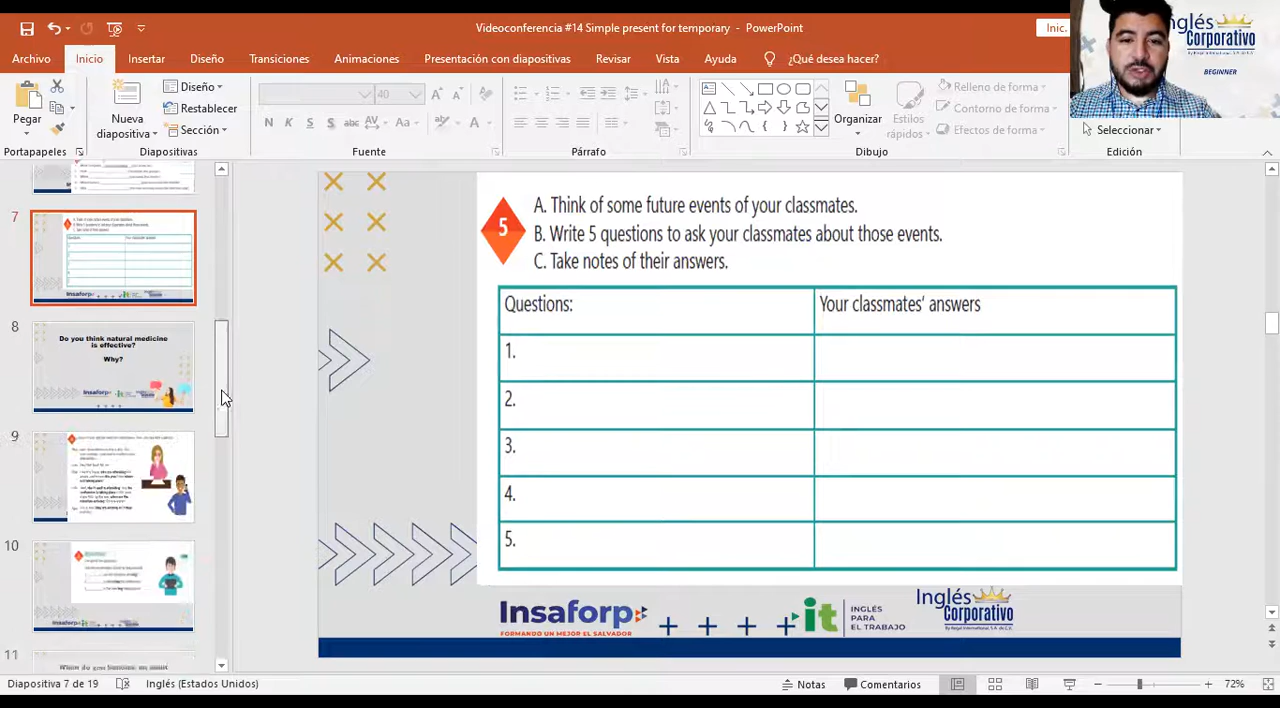 Videoconferencia #14 Simple present for temporary - PowerPoint
Inic.
Inglés
Corporativo
BEGINNER
Archivo Inicio Insertar Diseño Transiciones Animaciones Presentación con diapositivas Revisar Vista Ayuda ¿Qué desea hacer?
Pegar
Nueva diapositiva
Diseño
Restablecer
Sección
40
N K S S abc AV Aa A
Organizar
Estilos rápidos
Relleno de forma
Contorno de forma
Efectos de forma
Seleccionar
Portapapeles Diapositivas Fuente Párrafo Dibujo Edición
7
8
Do you think natural medicine
is effective?
Why?
9
10
11
5
A. Think of some future events of your classmates.
B. Write 5 questions to ask your classmates about those events.
C. Take notes of their answers.
Questions: Your classmates' answers
1.
2.
3.
4.
5.
Insaforp
FORMANDO UN MEJOR EL SALVADOR
it INGLÉS
PARA
EL TRABAJO
Inglés
Corporativo
Diapositiva 7 de 19 Inglés (Estados Unidos) Notas Comentarios 72%